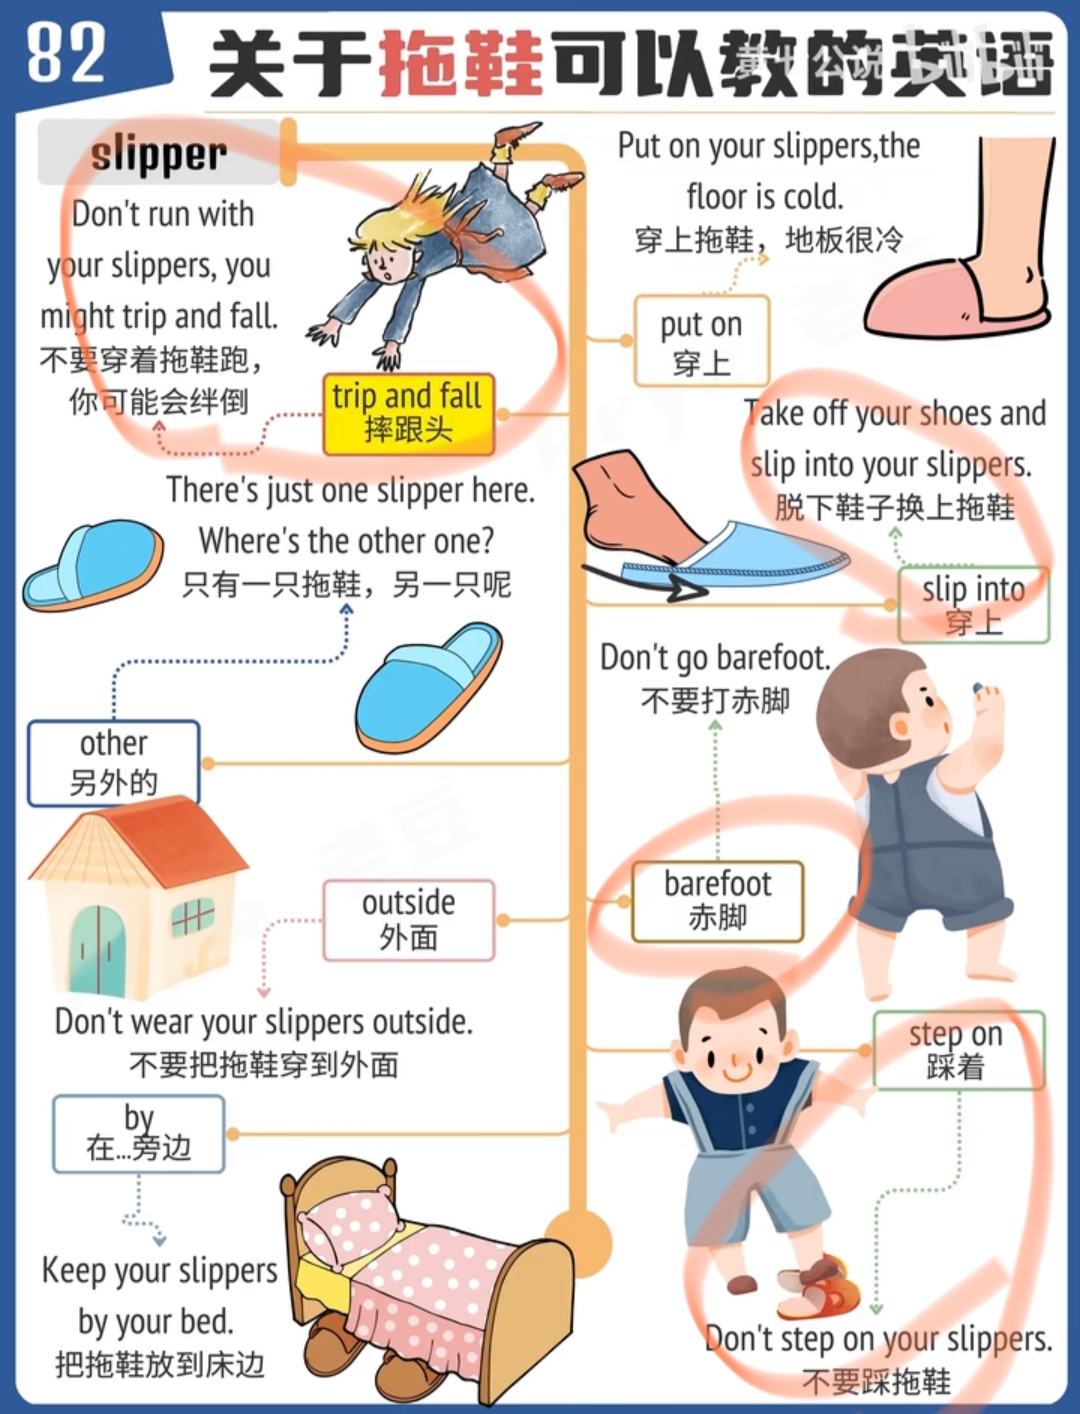 82
关于拖鞋可以教的英语
slipper
Don't run with
your slippers, you
might trip and fall.
不要穿着拖鞋跑，
你可能会绊倒
trip and fall
摔跟头
Put on your slippers,the
floor is cold.
穿上拖鞋，地板很冷
put on
穿上
Take off your shoes and
slip into your slippers.
脱下鞋子换上拖鞋
slip into
穿上
There's just one slipper here.
Where's the other one?
只有一只拖鞋，另一只呢
other
另外的
Don't go barefoot.
不要打赤脚
barefoot
赤脚
outside
外面
Don't wear your slippers outside.
不要把拖鞋穿到外面
step on
踩着
Don't step on your slippers.
不要踩拖鞋
by
在...旁边
Keep your slippers
by your bed.
把拖鞋放到床边